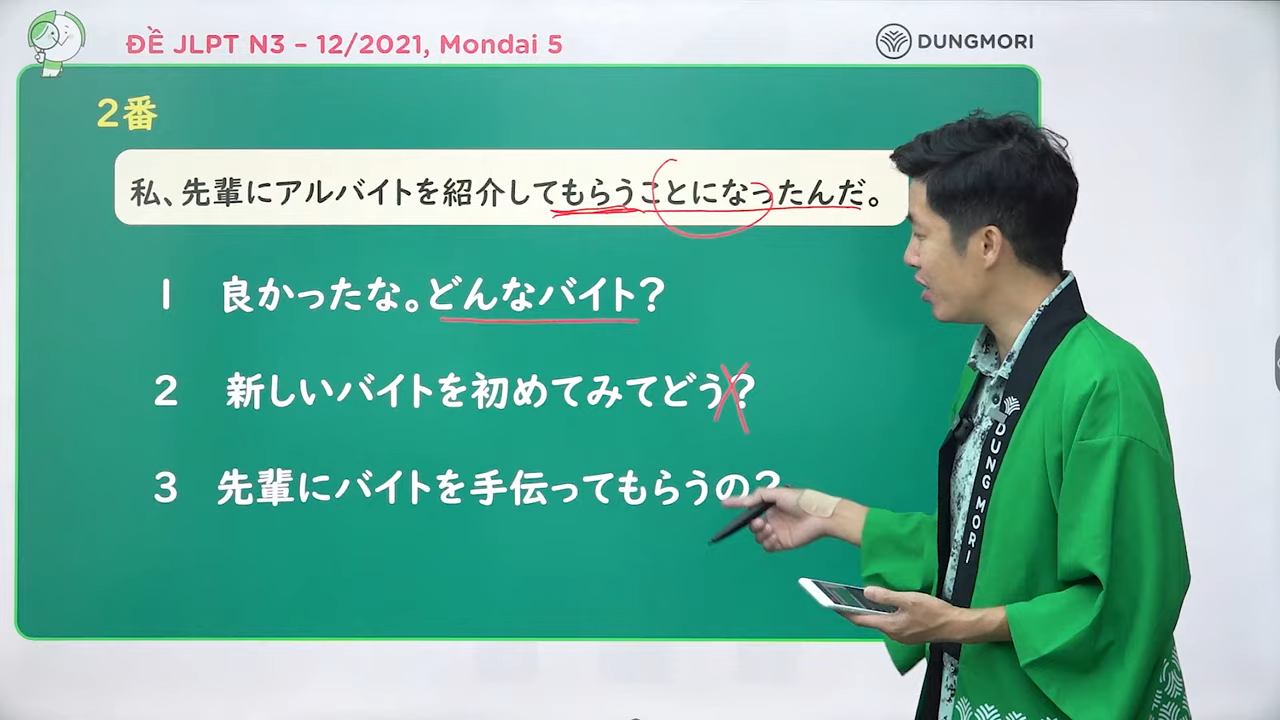 ĐỀ JLPT N3 – 12/2021, Mondai 5
DUNGMORI
2番
私、先輩にアルバイトを紹介してもらうことになったんだ。
1 良かったな。どんなバイト?
2 新しいバイトを初めてみてどう?
3 先輩にバイトを手伝ってもらうの?
DUNG MORI